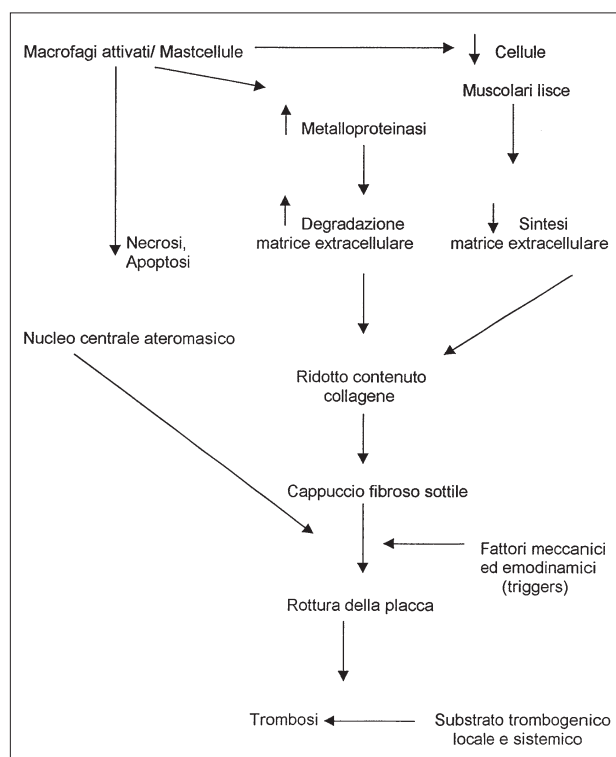 Macrofagi attivati/ Mastcellule
Cellule
Muscolari lisce
Metalloproteinasi
Degradazione
matrice extracellulare
Sintesi
matrice extracellulare
Necrosi,
Apoptosi
Nucleo centrale ateromasico
Ridotto contenuto
collagene
Cappuccio fibroso sottile
Fattori meccanici
ed emodinamici
(triggers)
Rottura della placca
Trombosi
Substrato trombogenico
locale e sistemico